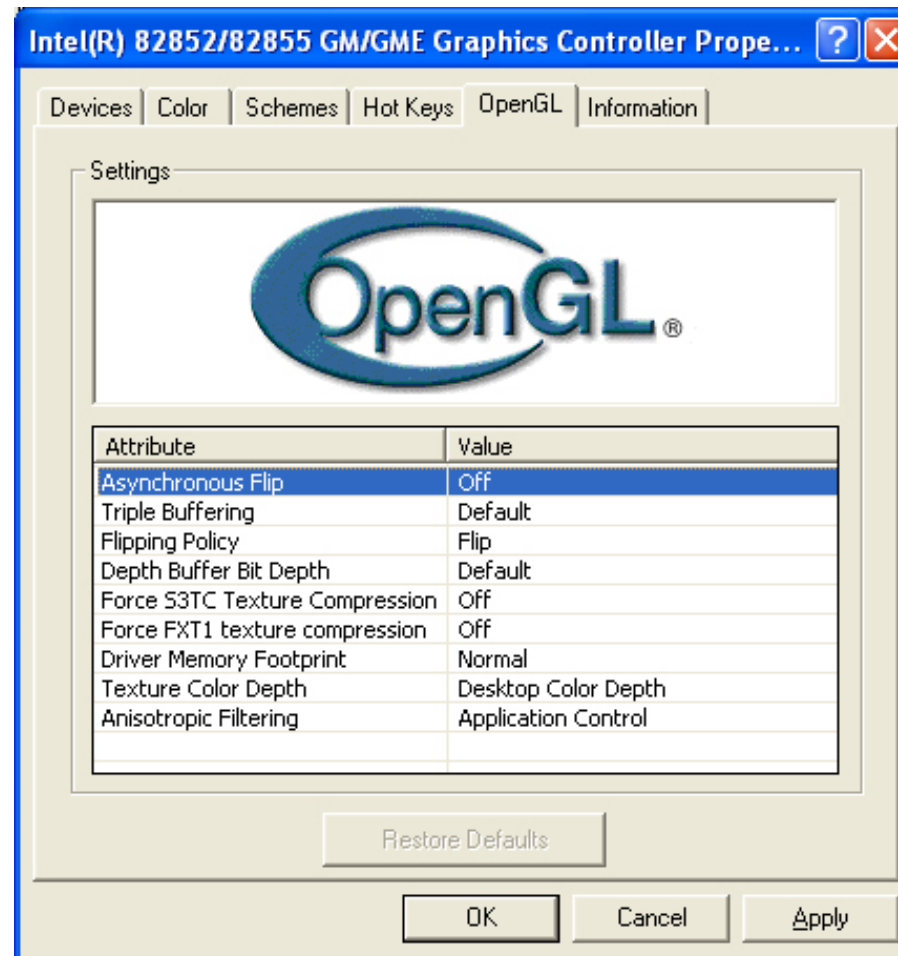 Intel(R) 82852/82855 GM/GME Graphics Controller Prope...
Devices Color Schemes Hot Keys OpenGL Information
Settings
OpenGL®
Attribute Value
Asynchronous Flip Off
Triple Buffering Default
Flipping Policy Flip
Depth Buffer Bit Depth Default
Force S3TC Texture Compression Off
Force FXT1 texture compression Off
Driver Memory Footprint Normal
Texture Color Depth Desktop Color Depth
Anisotropic Filtering Application Control
Restore Defaults
OK Cancel Apply